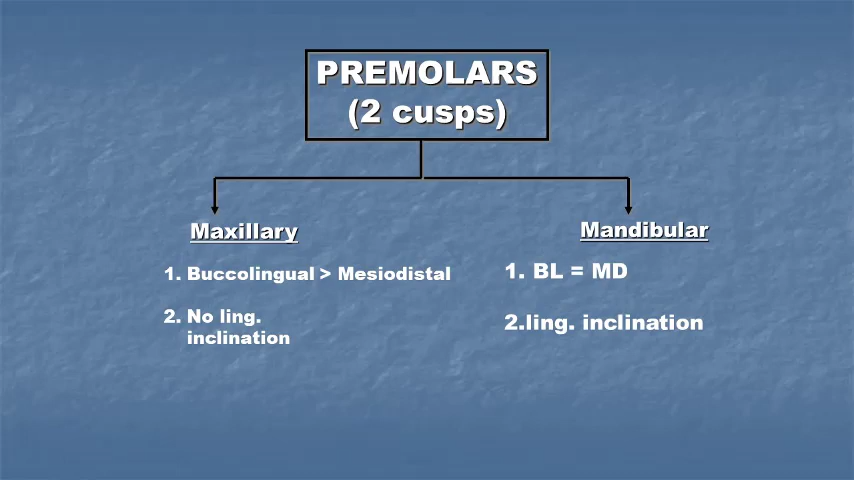 PREMOLARS
(2 cusps)
Maxillary
1. Buccolingual > Mesiodistal
2. No ling.
inclination
Mandibular
1. BL = MD
2.ling. inclination